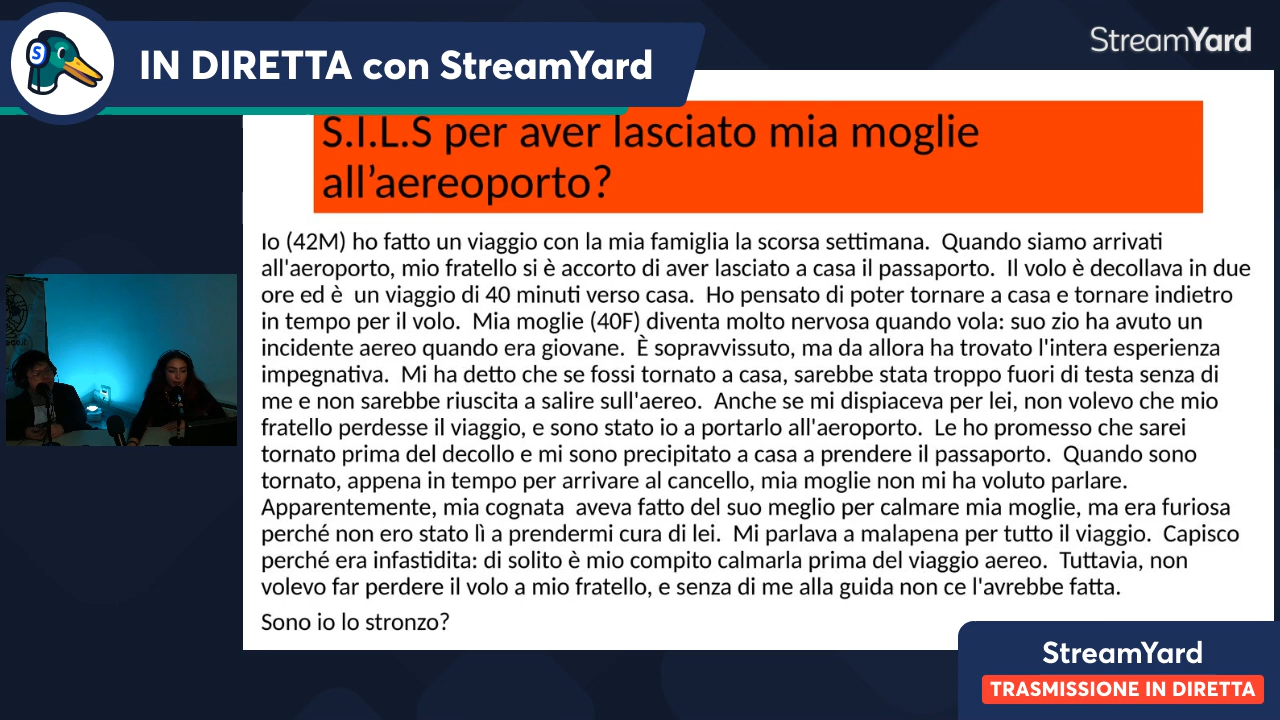 IN DIRETTA con StreamYard
StreamYard
S.I.L.S per aver lasciato mia moglie
all’aereoporto?
Io (42M) ho fatto un viaggio con la mia famiglia la scorsa settimana.  Quando siamo arrivati
all'aeroporto, mio fratello si è accorto di aver lasciato a casa il passaporto.  Il volo è decollava in due
ore ed è  un viaggio di 40 minuti verso casa.  Ho pensato di poter tornare a casa e tornare indietro
in tempo per il volo.  Mia moglie (40F) diventa molto nervosa quando vola: suo zio ha avuto un
incidente aereo quando era giovane.  È sopravvissuto, ma da allora ha trovato l'intera esperienza
impegnativa.  Mi ha detto che se fossi tornato a casa, sarebbe stata troppo fuori di testa senza di
me e non sarebbe riuscita a salire sull'aereo.  Anche se mi dispiaceva per lei, non volevo che mio
fratello perdesse il viaggio, e sono stato io a portarlo all'aeroporto.  Le ho promesso che sarei
tornato prima del decollo e mi sono precipitato a casa a prendere il passaporto.  Quando sono
tornato, appena in tempo per arrivare al cancello, mia moglie non mi ha voluto parlare.
Apparentemente, mia cognata  aveva fatto del suo meglio per calmare mia moglie, ma era furiosa
perché non ero stato lì a prendermi cura di lei.  Mi parlava a malapena per tutto il viaggio.  Capisco
perché era infastidita: di solito è mio compito calmarla prima del viaggio aereo.  Tuttavia, non
volevo far perdere il volo a mio fratello, e senza di me alla guida non ce l'avrebbe fatta.
Sono io lo stronzo?
StreamYard
TRASMISSIONE IN DIRETTA